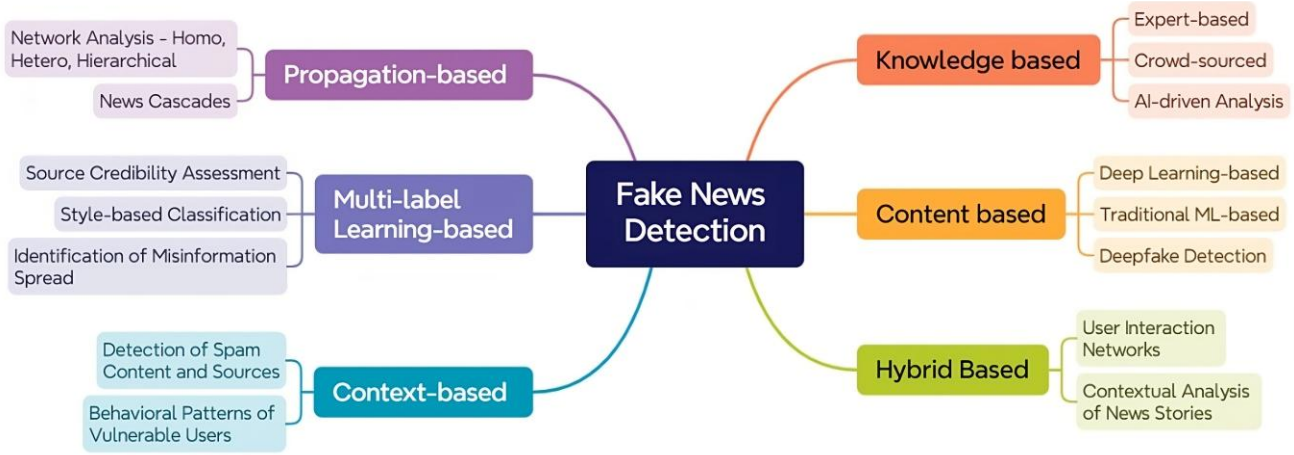 Fake News
Detection
Propagation-based
Network Analysis - Homo,
Hetero, Hierarchical
News Cascades
Multi-label
Learning-based
Source Credibility Assessment
Style-based Classification
Identification of Misinformation
Spread
Context-based
Detection of Spam
Content and Sources
Behavioral Patterns of
Vulnerable Users
Knowledge based
Expert-based
Crowd-sourced
AI-driven Analysis
Content based
Deep Learning-based
Traditional ML-based
Deepfake Detection
Hybrid Based
User Interaction
Networks
Contextual Analysis
of News Stories